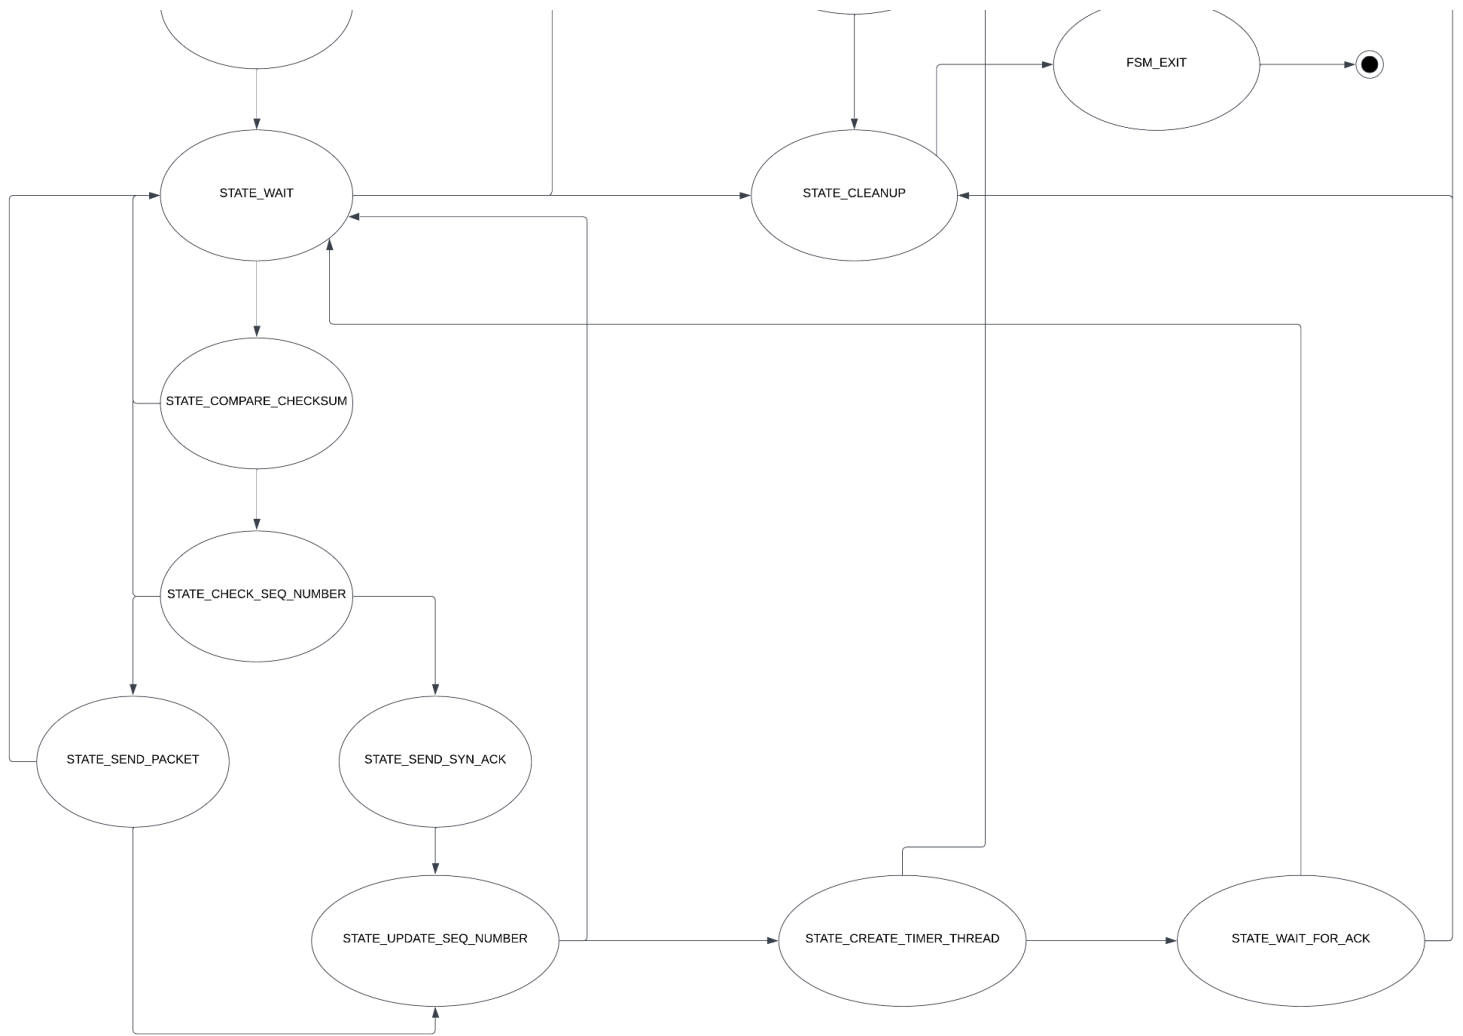 FSM_EXIT
STATE_WAIT
STATE_CLEANUP
STATE_COMPARE_CHECKSUM
STATE_CHECK_SEQ_NUMBER
STATE_SEND_PACKET
STATE_SEND_SYN_ACK
STATE_UPDATE_SEQ_NUMBER
STATE_CREATE_TIMER_THREAD
STATE_WAIT_FOR_ACK